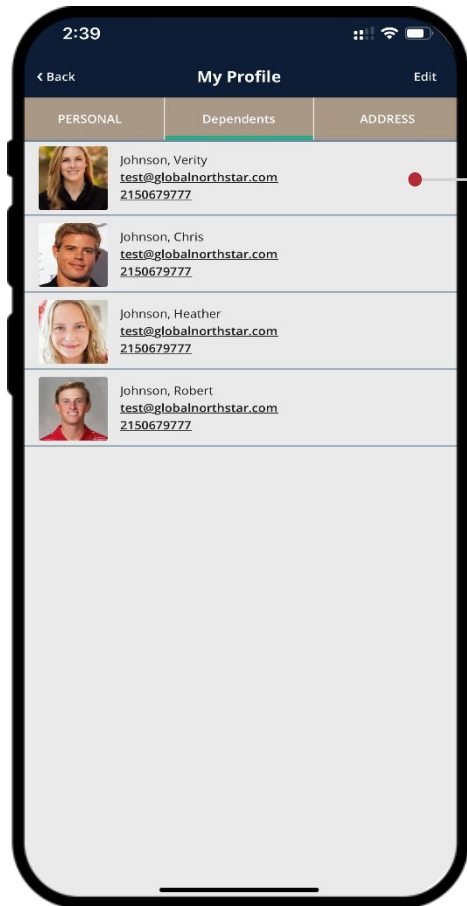 2:39
Back
My Profile
Edit
PERSONAL
Dependents
ADDRESS
Johnson, Verity
test@globalnorthstar.com
2150679777
Johnson, Chris
test@globalnorthstar.com
2150679777
Johnson, Heather
test@globalnorthstar.com
2150679777
Johnson, Robert
test@globalnorthstar.com
2150679777